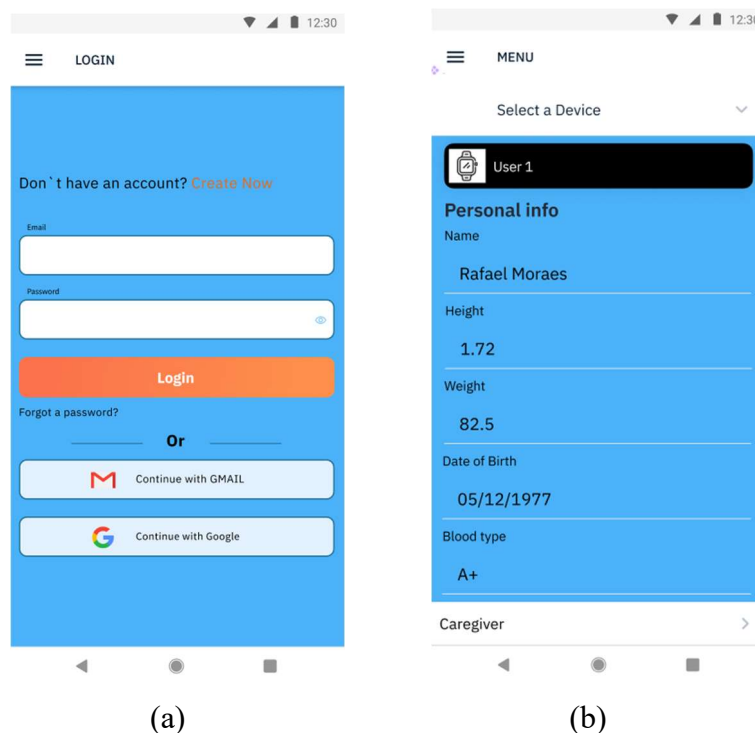 12:30
LOGIN
Don`t have an account? Create Now
Email
Password
Login
Forgot a password?
Or
Continue with GMAIL
Continue with Google
(a)
12:30
MENU
Select a Device
User 1
Personal info
Name
Rafael Moraes
Height
1.72
Weight
82.5
Date of Birth
05/12/1977
Blood type
A+
Caregiver
(b)